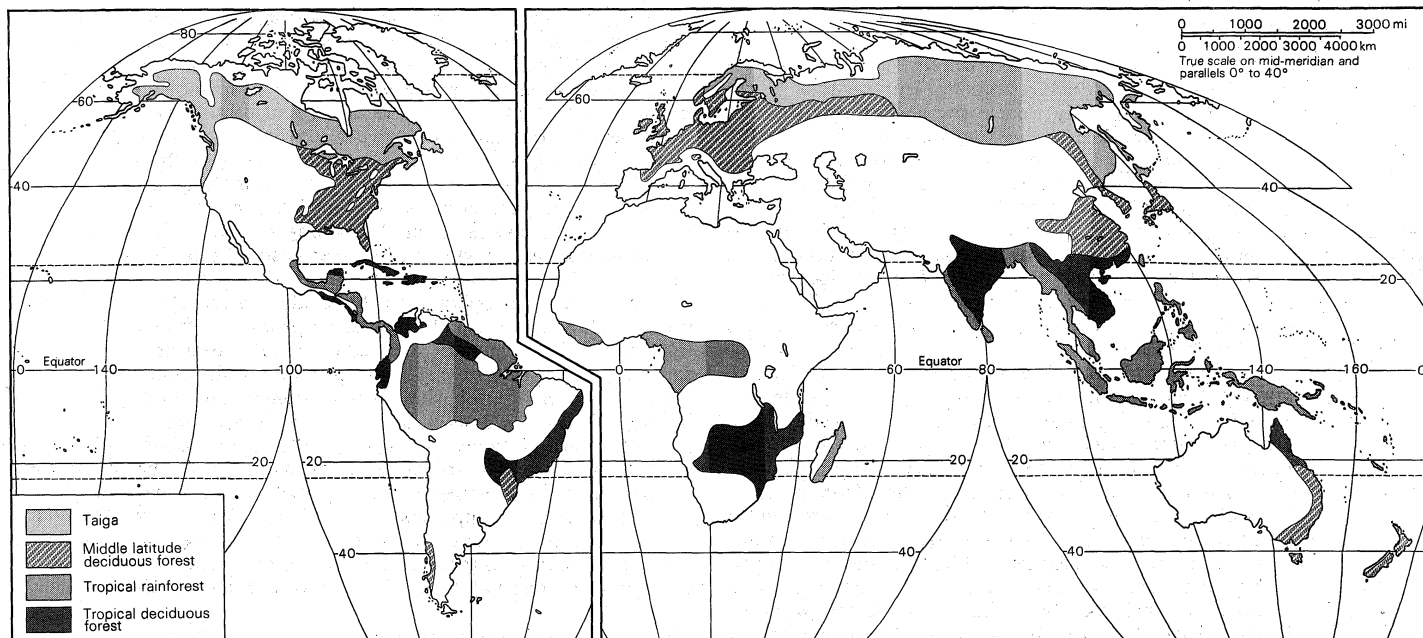 80
0 1000 2000 3000 mi
0 1000 2000 3000 4000 km
True scale on mid-meridian and
parallels 0° to 40°
60
60
40
40
20
Equator
0
140
100
0
60
Equator
80
140
160
20
20
20
20
40
40
Taiga
Middle latitude
deciduous forest
Tropical rainforest
Tropical deciduous
forest